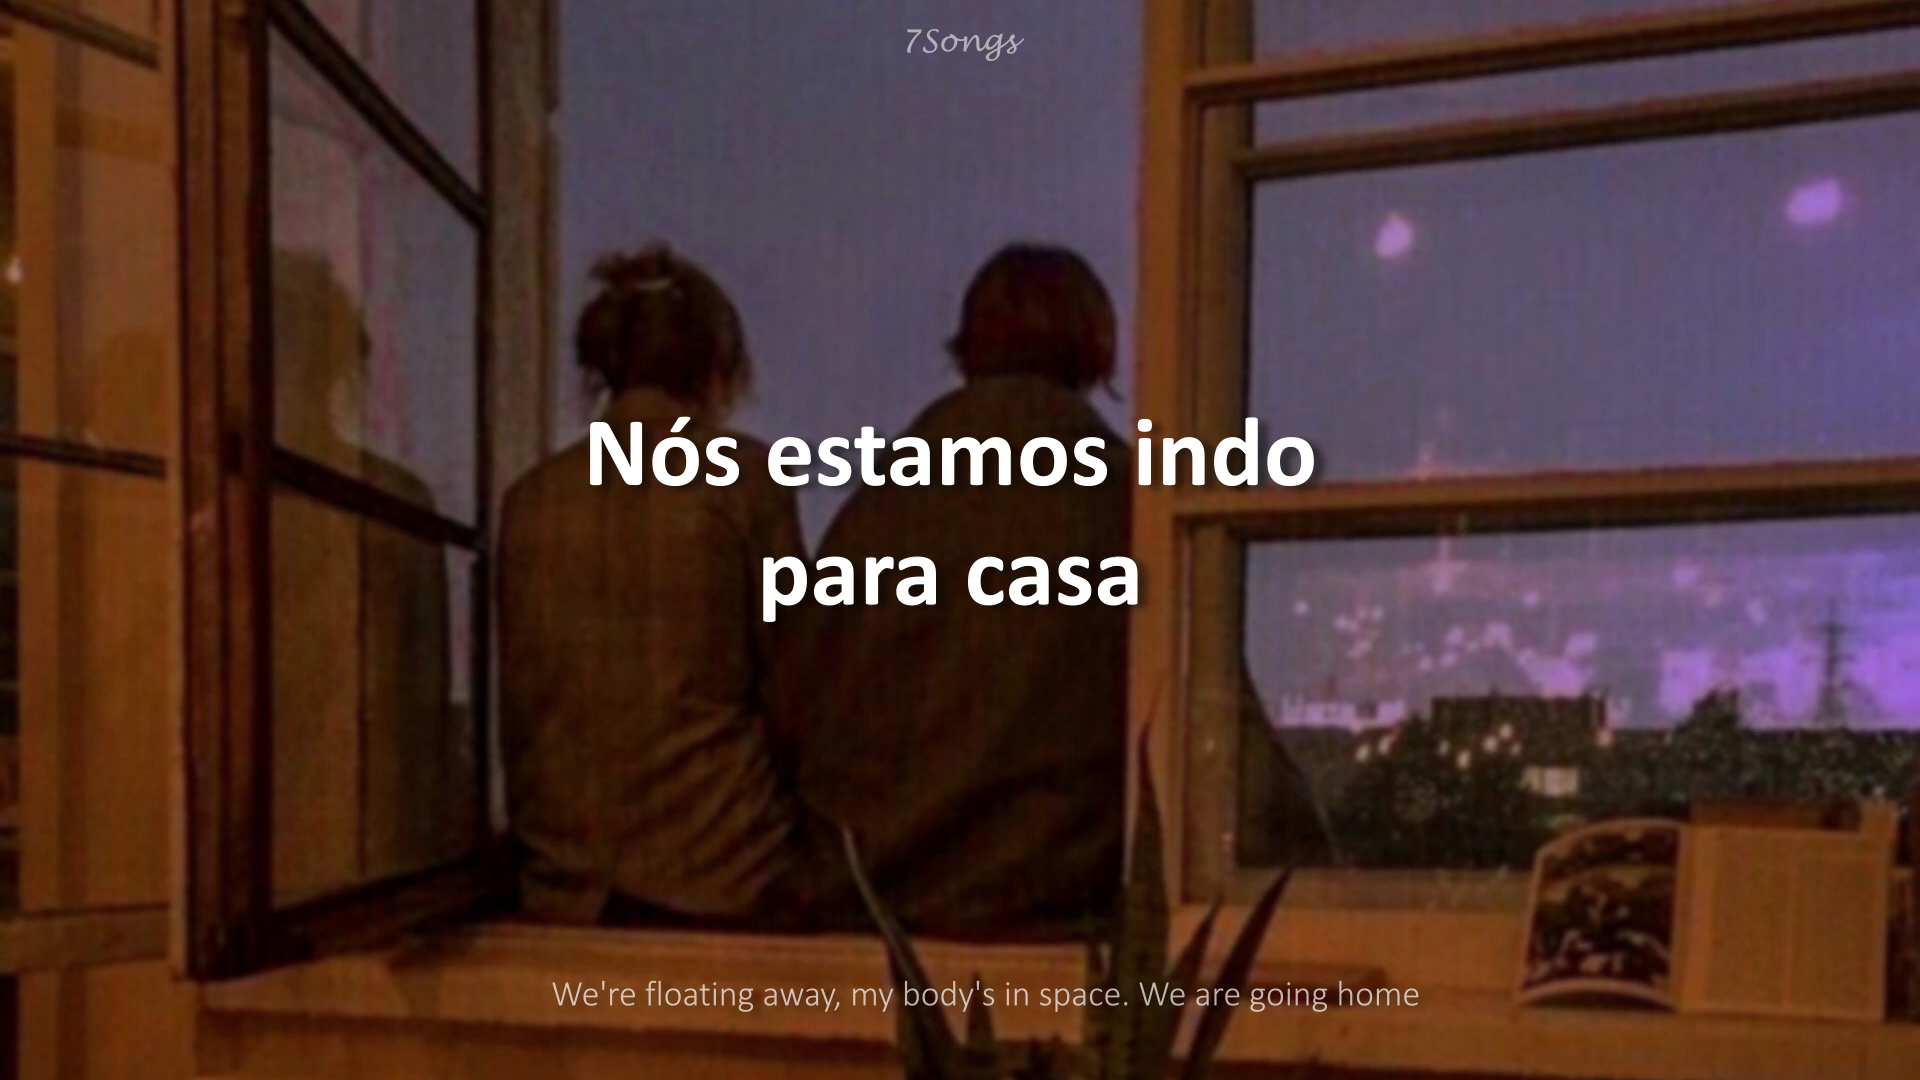 7Songs
Nós estamos indo
para casa
We're floating away, my body's in space. We are going home